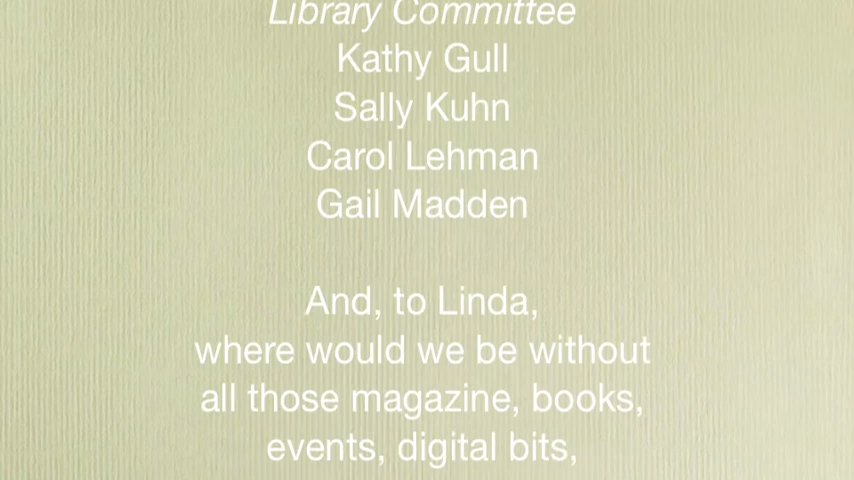 Library Committee
Kathy Gull
Sally Kuhn
Carol Lehman
Gail Madden
And, to Linda,
where would we be without
all those magazine, books,
events, digital bits,